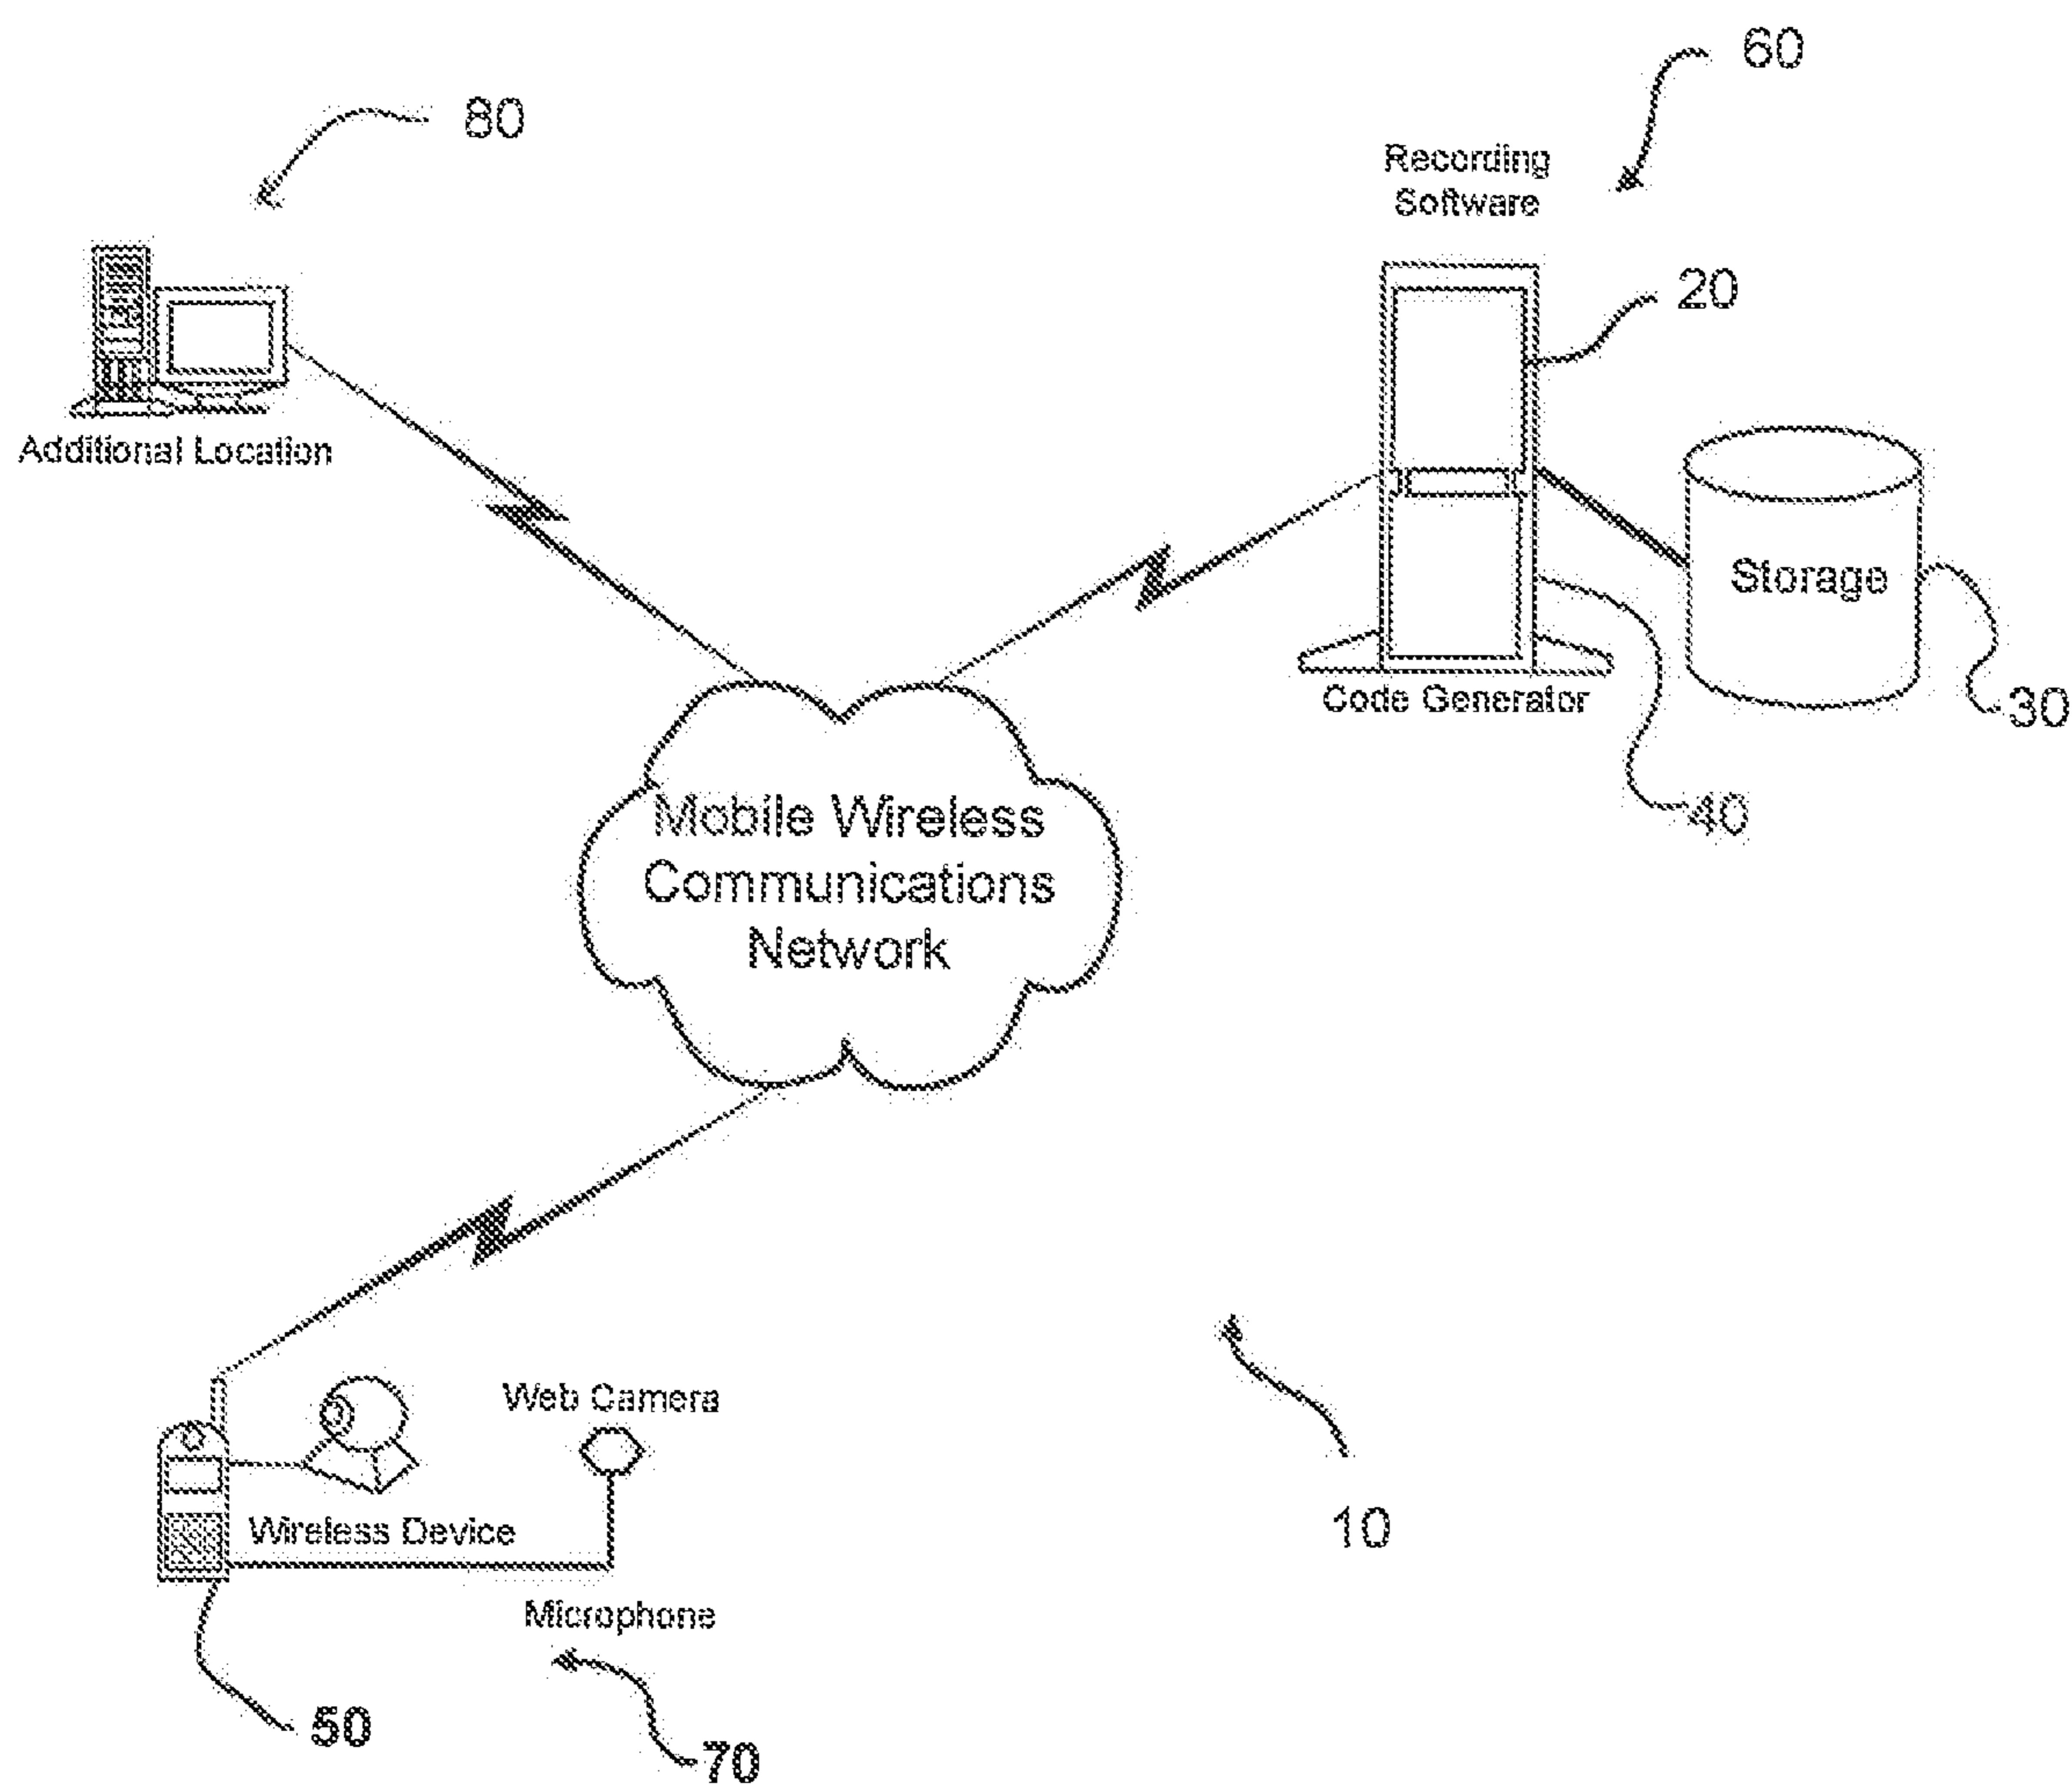 60
80
Recording
Software
20
Additional Location
Storage
Code Generator
30
40
Mobile Wireless
Communications
Network
Web Camera
Wireless Device
10
Microphone
50
70